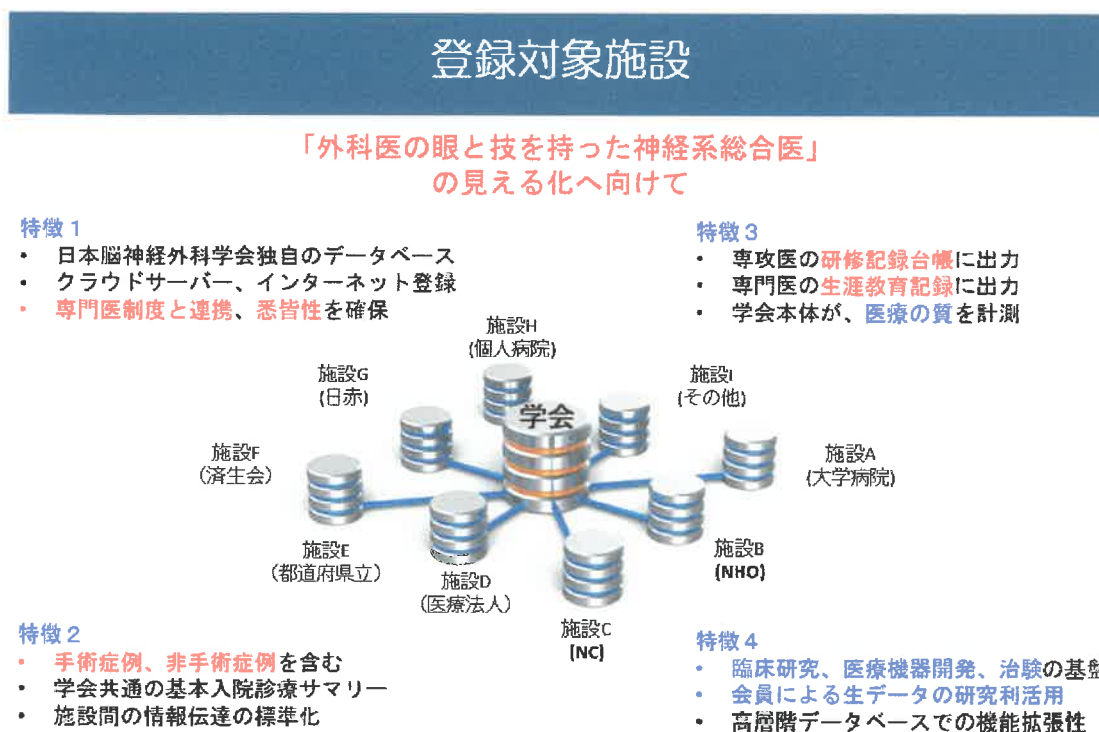 登録対象施設
「外科医の眼と技を持った神経系総合医」
の見える化へ向けて
特徴1
• 日本脳神経外科学会独自のデータベース
• クラウドサーバー、インターネット登録
• 専門医制度と連携、悉皆性を確保
特徴3
• 専攻医の研修記録台帳に出力
• 専門医の生涯教育記録に出力
• 学会本体が、医療の質を計測
施設H
(個人病院)
施設G
(日赤)
学会
施設I
(その他)
施設F
(済生会)
施設A
(大学病院)
施設E
(都道府県立)
施設D
(医療法人)
施設B
(NHO)
施設C
(NC)
特徴2
• 手術症例、非手術症例を含む
• 学会共通の基本入院診療サマリー
• 施設間の情報伝達の標準化
特徴4
• 臨床研究、医療機器開発、治験の基盤
• 会員による生データの研究利活用
• 高層階データベースでの機能拡張性